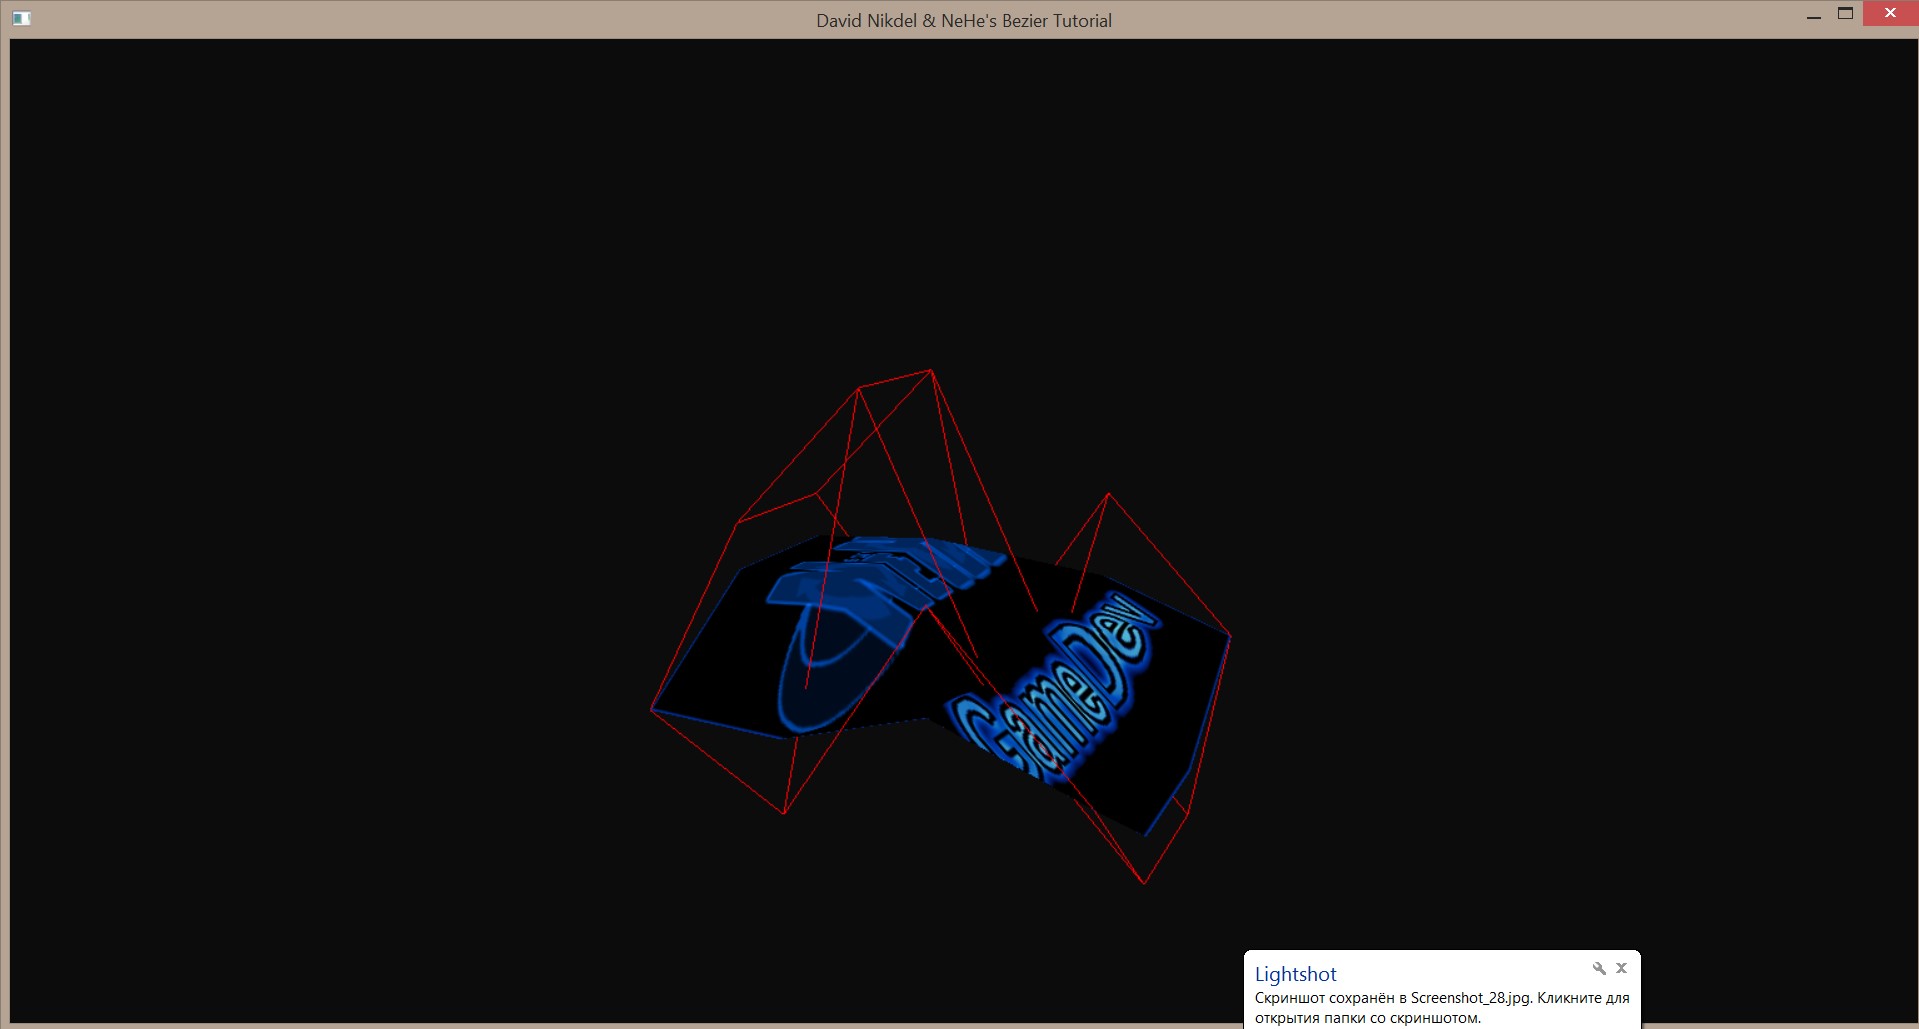 David Nikdel & NeHe's Bezier Tutorial
GameDev
Lightshot
Скриншот сохранён в Screenshot_28.jpg. Кликните для
открытия папки со скриншотом.